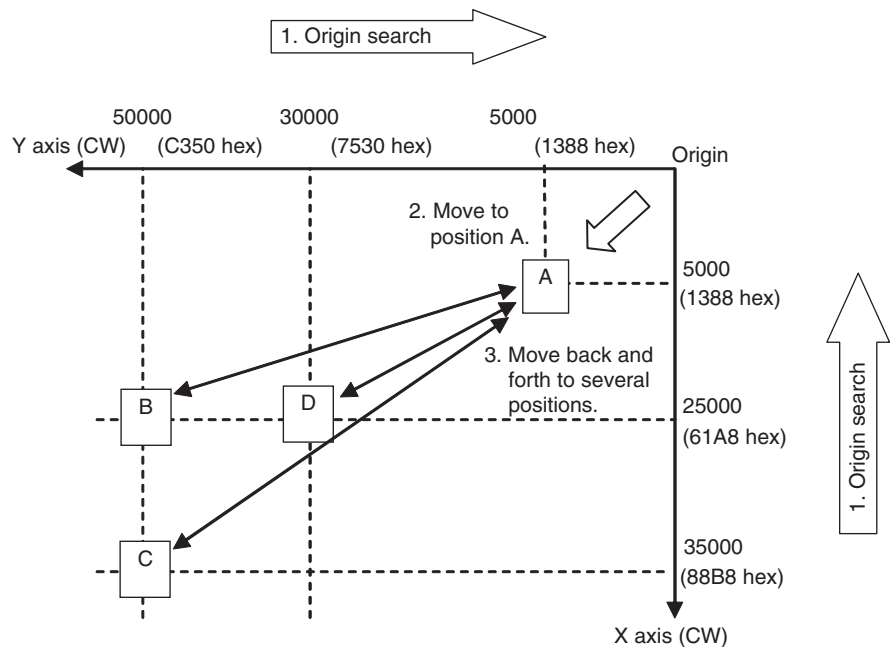 1. Origin search
50000 30000 5000
Y axis (CW) (C350 hex) (7530 hex) (1388 hex) Origin
2. Move to
position A.
A
5000
(1388 hex)
3. Move back and
forth to several
positions.
B
D
25000
(61A8 hex)
1. Origin search
C
35000
(88B8 hex)
X axis (CW)